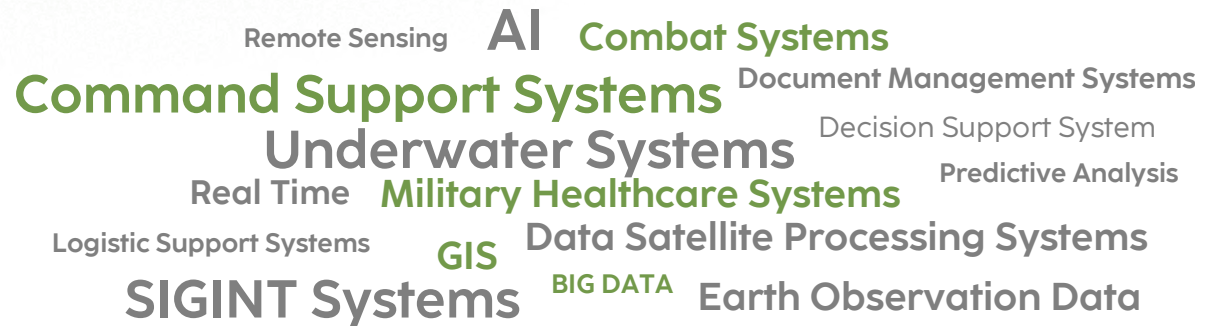 Remote Sensing
AI
Combat Systems
Command Support Systems
Document Management Systems
Underwater Systems
Decision Support System
Real Time
Military Healthcare Systems
Predictive Analysis
Logistic Support Systems
GIS
Data Satellite Processing Systems
SIGINT Systems
BIG DATA
Earth Observation Data